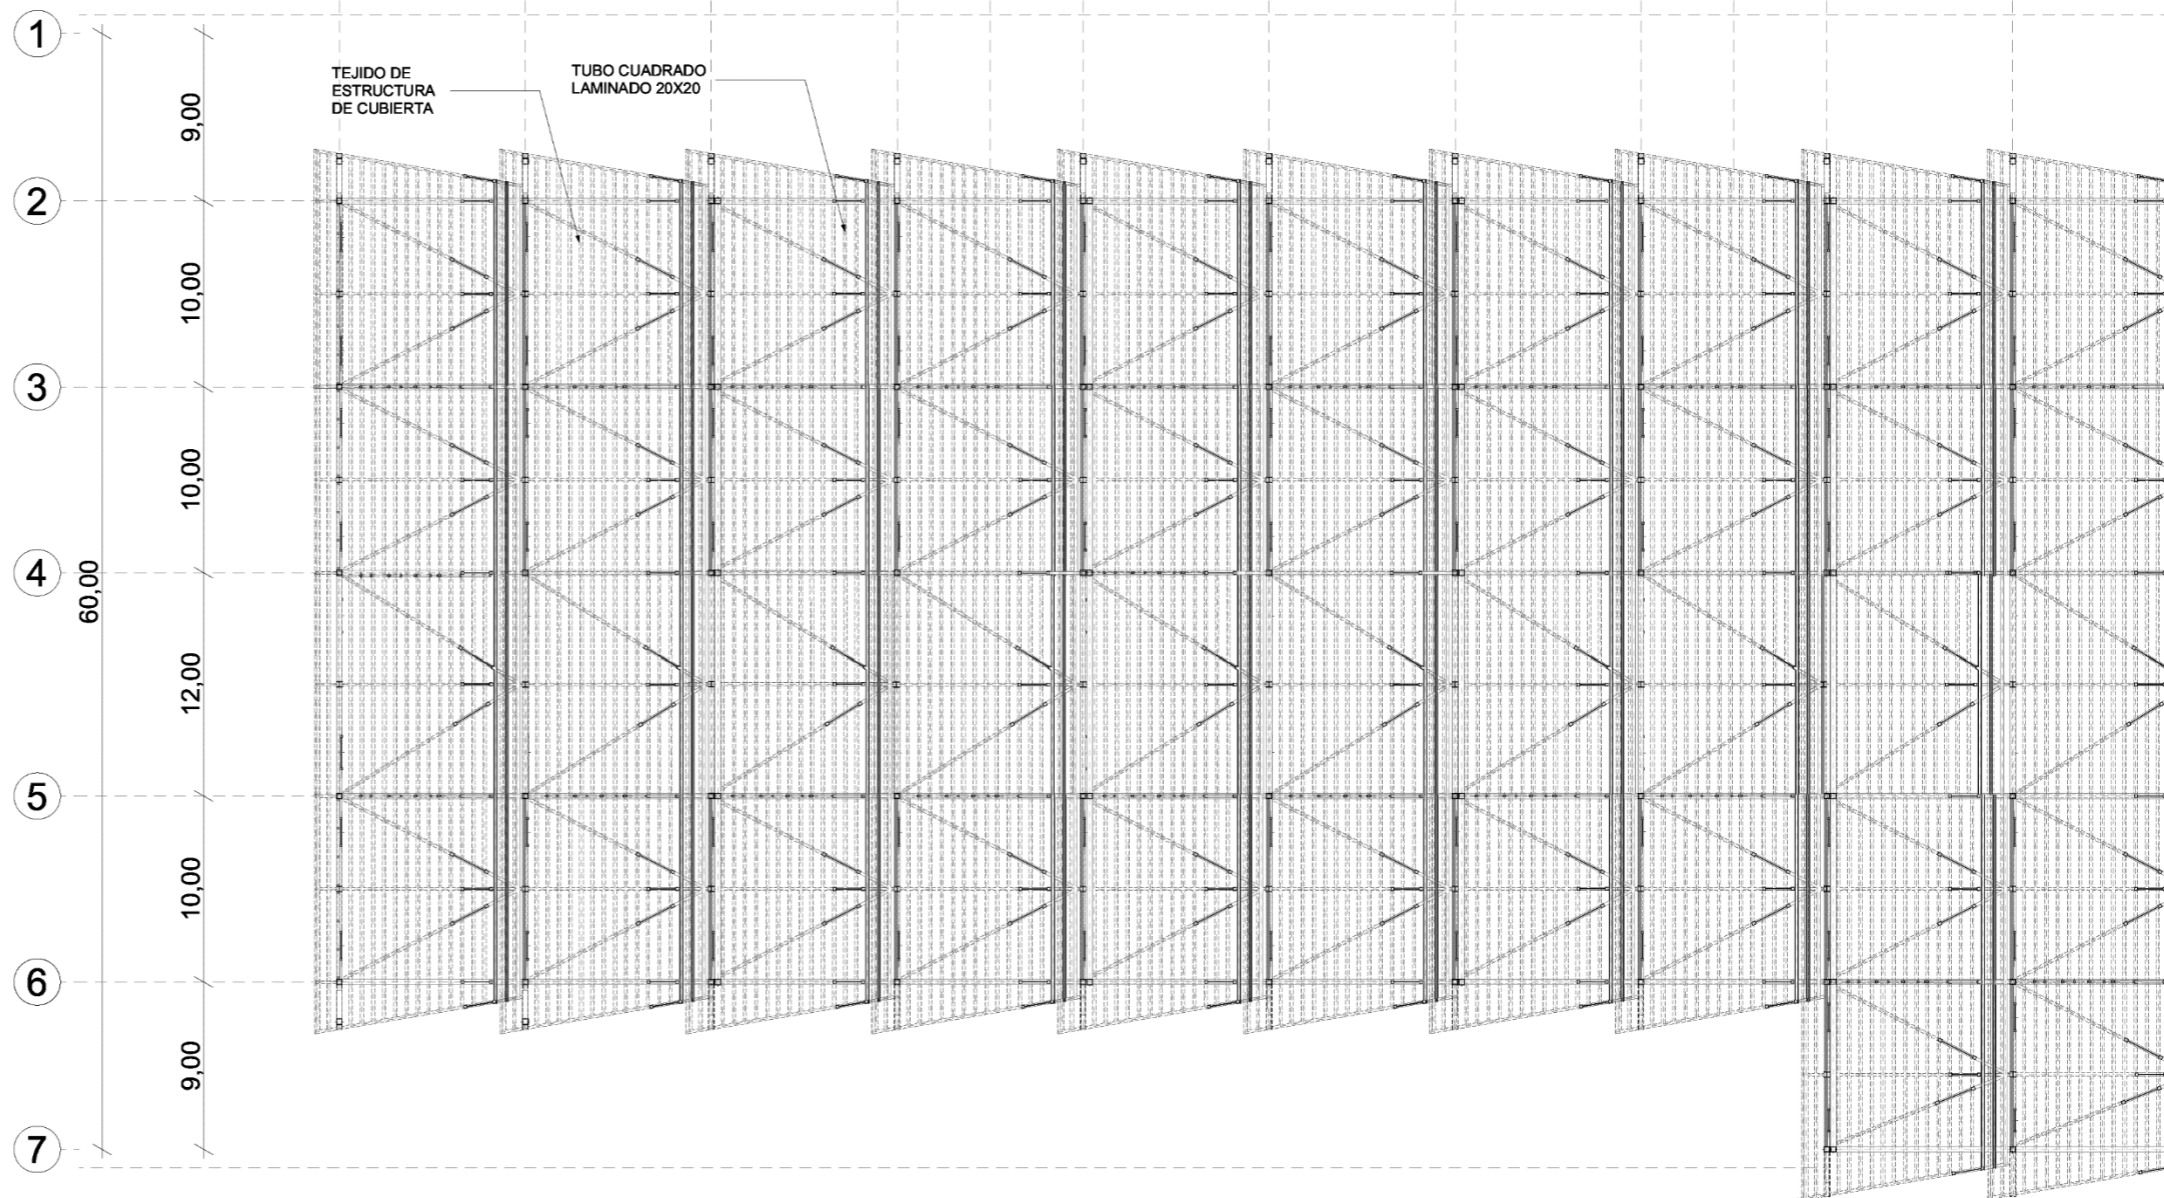 1
TEJIDO DE
ESTRUCTURA
DE CUBIERTA
TUBO CUADRADO
LAMINADO 20X20
9,00
2
10,00
3
10,00
4
60,00
12,00
5
10,00
6
9,00
7